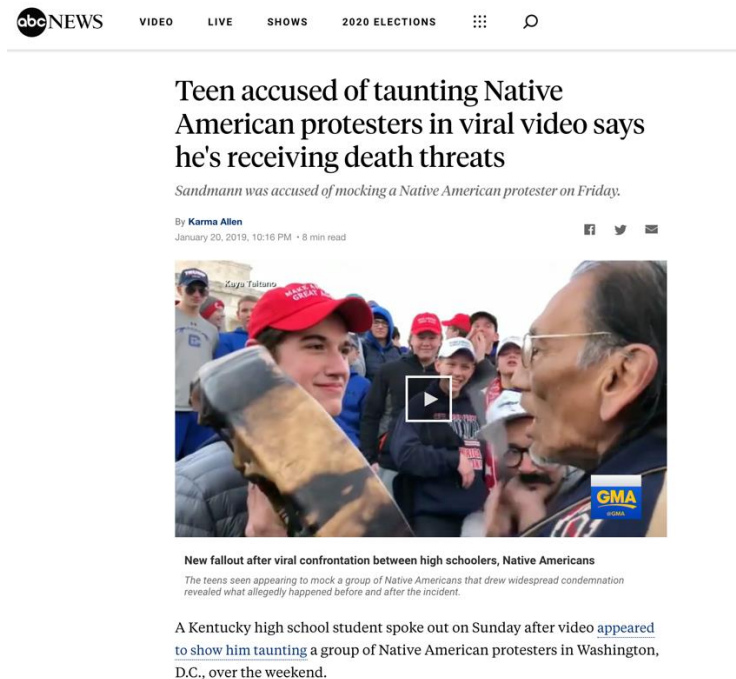 abc NEWS VIDEO LIVE SHOWS 2020 ELECTIONS
Teen accused of taunting Native
American protesters in viral video says
he's receiving death threats
Sandmann was accused of mocking a Native American protester on Friday.
By Karma Allen
January 20, 2019, 10:16 PM • 8 min read
Kaya Taitano
MAKE A
GREAT A
GMA
@GMA
New fallout after viral confrontation between high schoolers, Native Americans
The teens seen appearing to mock a group of Native Americans that drew widespread condemnation
revealed what allegedly happened before and after the incident.
A Kentucky high school student spoke out on Sunday after video appeared
to show him taunting a group of Native American protesters in Washington,
D.C., over the weekend.